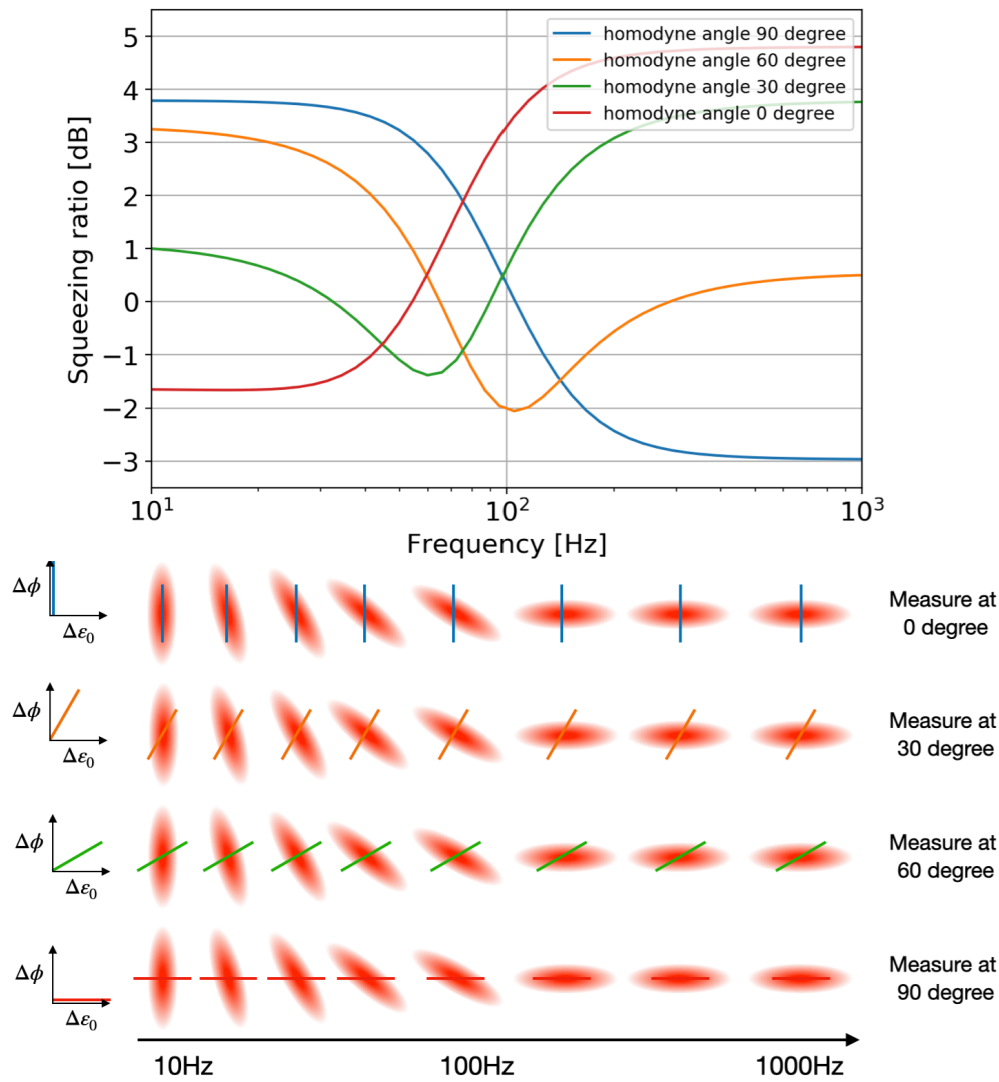 5
4
3
2
1
0
−1
−2
−3
Squeezing ratio [dB]
homodyne angle 90 degree
homodyne angle 60 degree
homodyne angle 30 degree
homodyne angle 0 degree
10¹
10²
10³
Frequency [Hz]
Δϕ
Δε₀
Measure at
0 degree
Δϕ
Δε₀
Measure at
30 degree
Δϕ
Δε₀
Measure at
60 degree
Δϕ
Δε₀
Measure at
90 degree
10Hz
100Hz
1000Hz